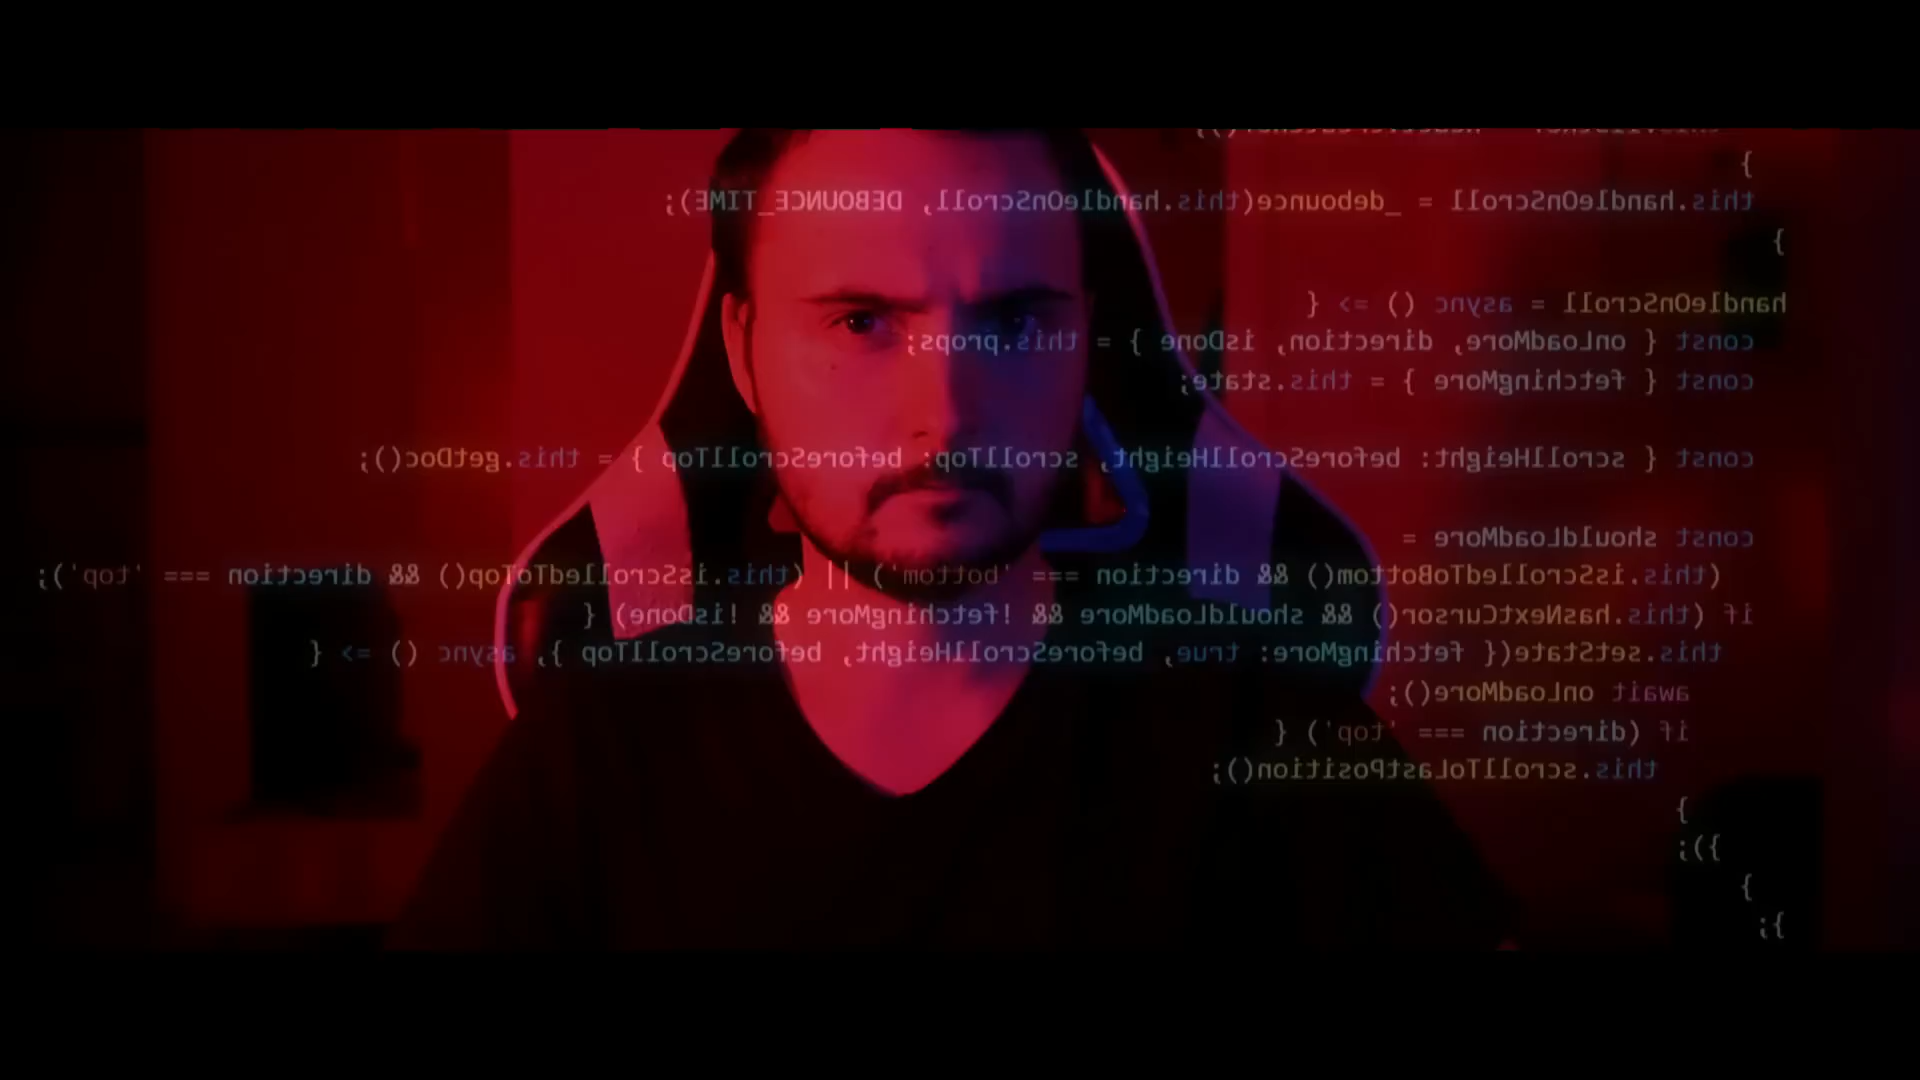 }
this.handleOnScroll = _debounce(this.handleOnScroll, DEBOUNCE_TIME);
}
handleOnScroll = async () => {
const { onLoadMore, direction, isDone } = this.props;
const { fetchingMore } = this.state;
const { scrollHeight: beforeScrollHeight, scrollTop: beforeScrollTop } = this.getDoc();
const shouldLoadMore =
(this.isScrolledToBottom() && direction === 'bottom') || (this.isScrolledToTop() && direction === 'top');
if (this.hasNextCursor() && shouldLoadMore && !fetchingMore && !isDone) {
this.setState({ fetchingMore: true, beforeScrollHeight, beforeScrollTop }, async () => {
await onLoadMore();
if (direction === 'top') {
this.scrollToLastPosition();
}
});
}
};